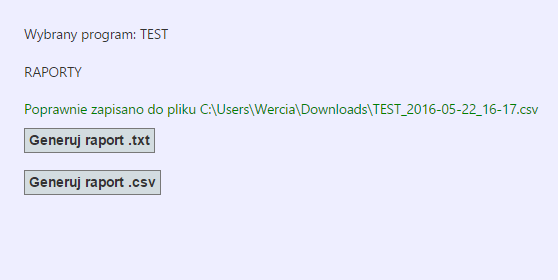 Wybrany program: TEST
RAPORTY
Poprawnie zapisano do pliku C:\Users\Wercia\Downloads\TEST_2016-05-22_16-17.csv
Generuj raport .txt
Generuj raport .csv